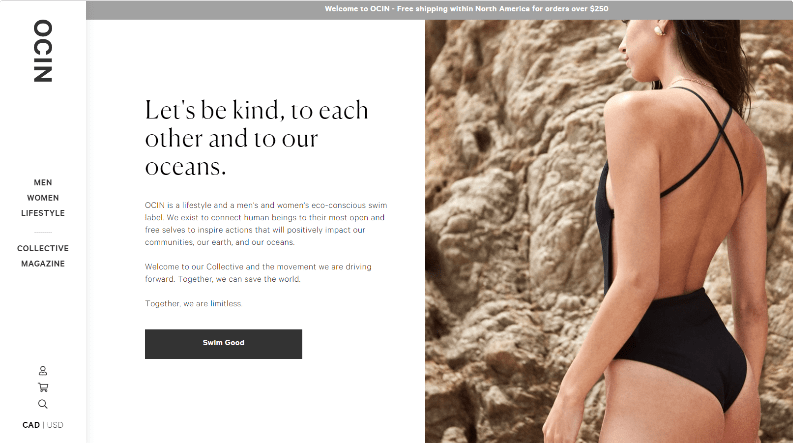 Welcome to OCIN - Free shipping within North America for orders over $250
OCIN
MEN
WOMEN
LIFESTYLE
COLLECTIVE
MAGAZINE
CAD | USD
Let's be kind, to each
other and to our
oceans.
OCIN is a lifestyle and a men's and women's eco-conscious swim
label. We exist to connect human beings to their most open and
free selves to inspire actions that will positively impact our
communities, our earth, and our oceans.
Welcome to our Collective and the movement we are driving
forward. Together, we can save the world.
Together, we are limitless.
Swim Good